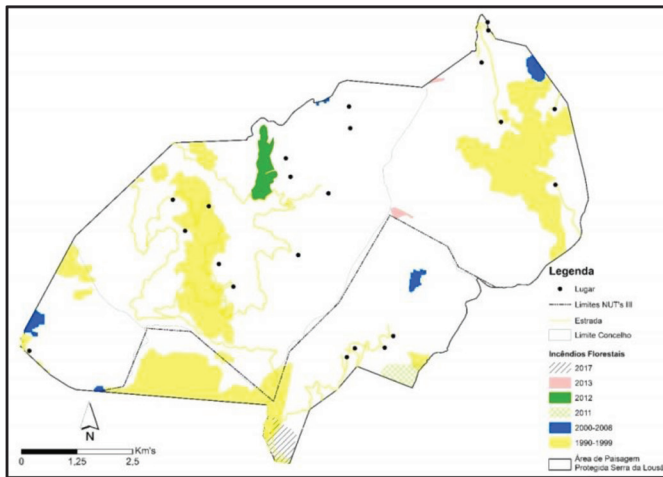 Legenda
Lugar
Limites NUT's III
Estrada
Limite Concelho
Incêndios Florestais
2017
2013
2012
2011
2000-2008
1990-1999
Área de Paisagem
Protegida Serra da Lousã
N
Km's
0 1.25 2.5